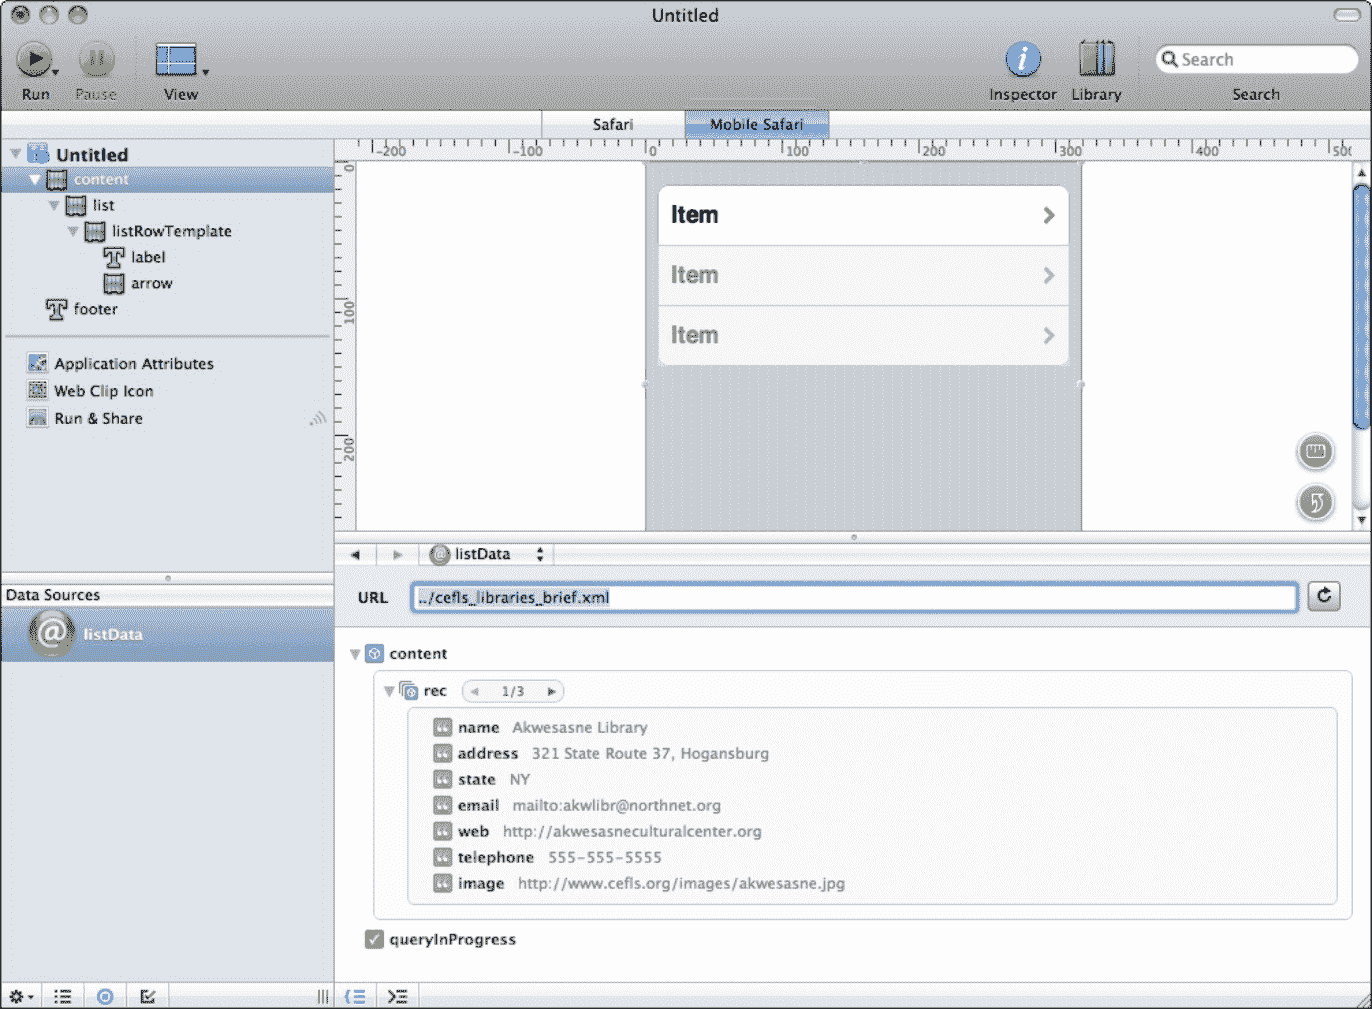 Untitled
Run
Pause
View
Inspector
Library
Search
Search
Safari
Mobile Safari
Untitled
content
list
listRowTemplate
label
arrow
footer
Application Attributes
Web Clip Icon
Run & Share
-200 -100 0 100 200 300 400 500
0
100
200
Item
Item
Item
listData
URL ../cefls_libraries_brief.xml
Data Sources
listData
content
rec 1/3
name Akwesasne Library
address 321 State Route 37, Hogansburg
state NY
email mailto:akwlibr@northnet.org
web http://akwesasneculturalcenter.org
telephone 555-555-5555
image http://www.cefls.org/images/akwesasne.jpg
queryInProgress